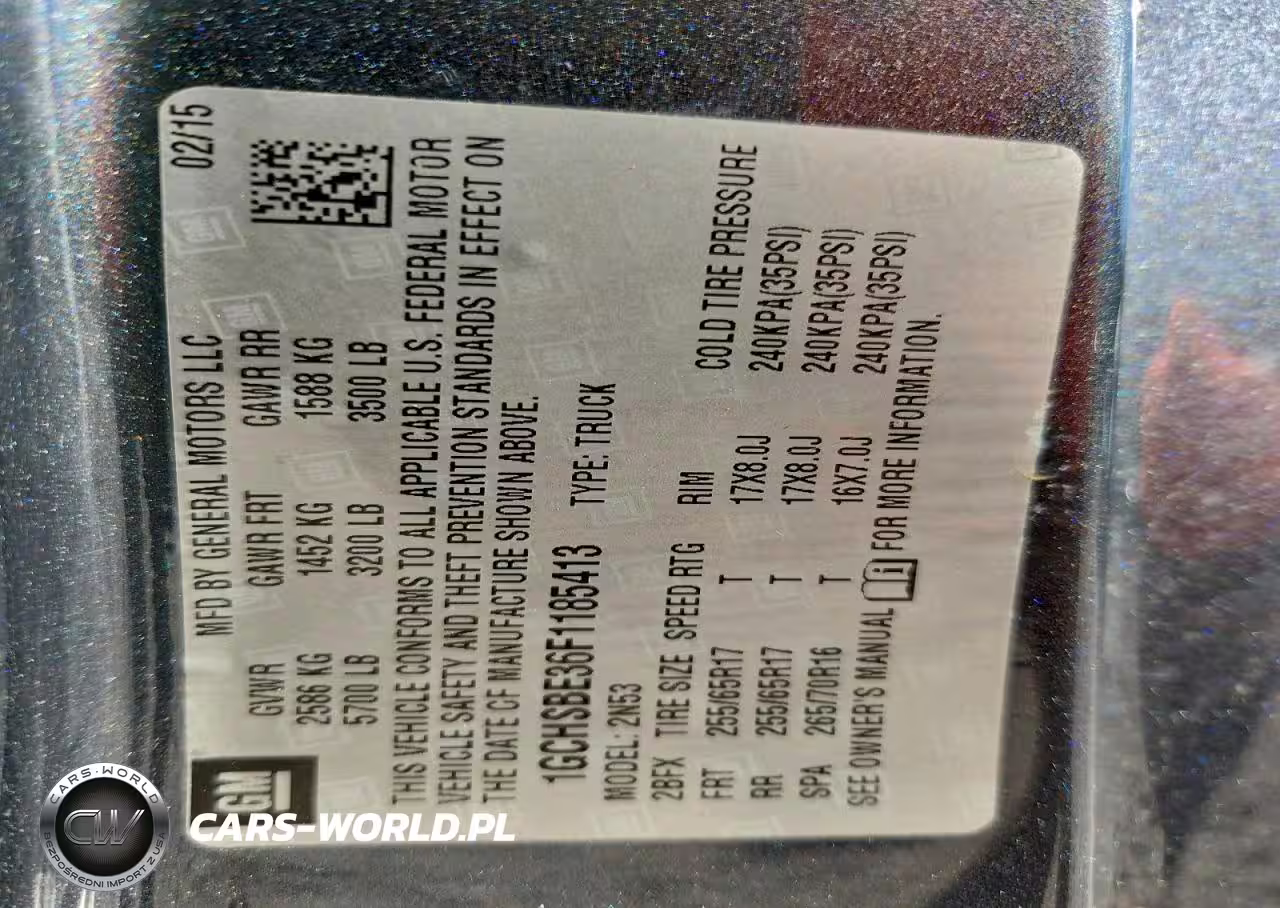 MFD BY GENERAL MOTORS LLC 02/15
GVWR GAWR FRT GAWR RR
2586 KG 1452 KG 1588 KG
5700 LB 3200 LB 3500 LB
THIS VEHICLE CONFORMS TO ALL APPLICABLE U.S. FEDERAL MOTOR
VEHICLE SAFETY AND THEFT PREVENTION STANDARDS IN EFFECT ON
THE DATE OF MANUFACTURE SHOWN ABOVE.
1GCHSBE36F1185413
MODEL: 2N53 TYPE: TRUCK
2BFX TIRE SIZE SPEED RTG RIM COLD TIRE PRESSURE
FRT 255/65R17 T 17X8.0J 240KPA(35PSI)
RR 255/65R17 T 17X8.0J 240KPA(35PSI)
SPA 265/70R16 T 16X7.0J 240KPA(35PSI)
SEE OWNER'S MANUAL i FOR MORE INFORMATION.
GM
CARS-WORLD
CW
BEZPOŚREDNI IMPORT Z USA
CARS-WORLD.PL